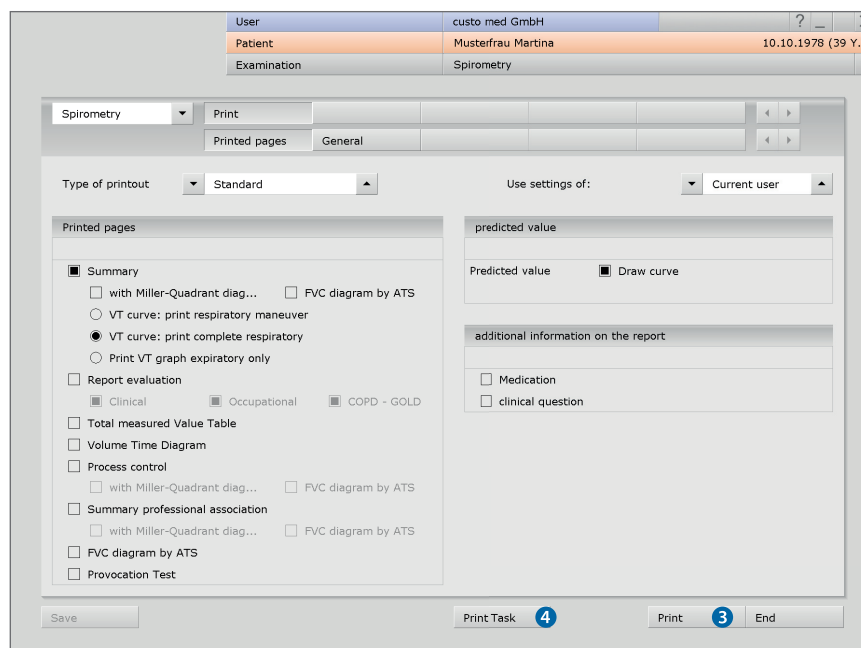 User custo med GmbH ? _
Patient Musterfrau Martina 10.10.1978 (39 Y.
Examination Spirometry
Spirometry Print
Printed pages General
Type of printout Standard Use settings of: Current user
Printed pages predicted value
Summary Predicted value Draw curve
with Miller-Quadrant diag... FVC diagram by ATS
VT curve: print respiratory maneuver
VT curve: print complete respiratory additional information on the report
Print VT graph expiratory only
Report evaluation Medication
Clinical Occupational COPD - GOLD clinical question
Total measured Value Table
Volume Time Diagram
Process control
with Miller-Quadrant diag... FVC diagram by ATS
Summary professional association
with Miller-Quadrant diag... FVC diagram by ATS
FVC diagram by ATS
Provocation Test
Save Print Task 4 Print 3 End